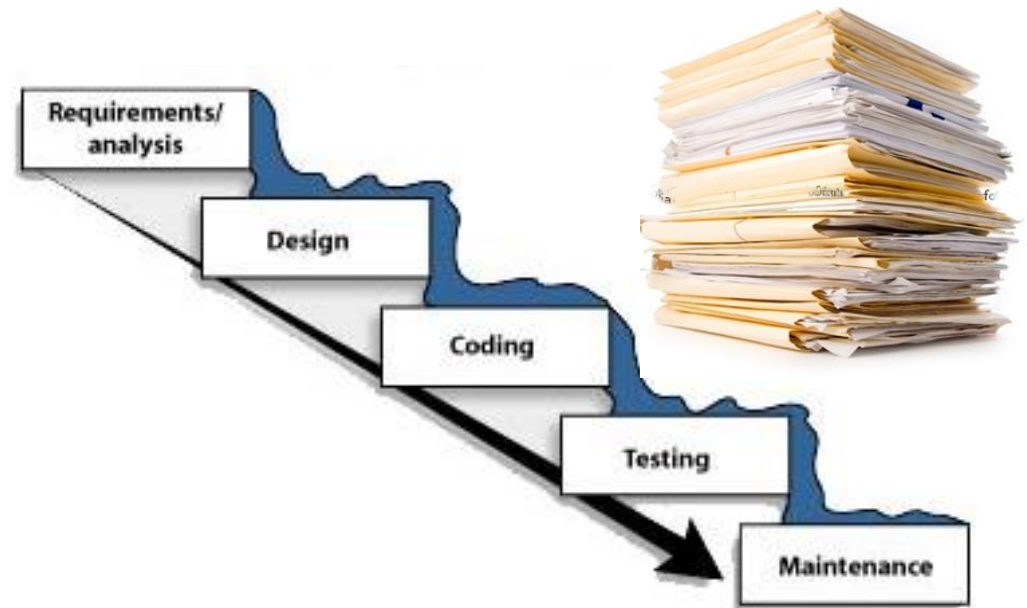 Requirements/
analysis
Design
Coding
Testing
Maintenance